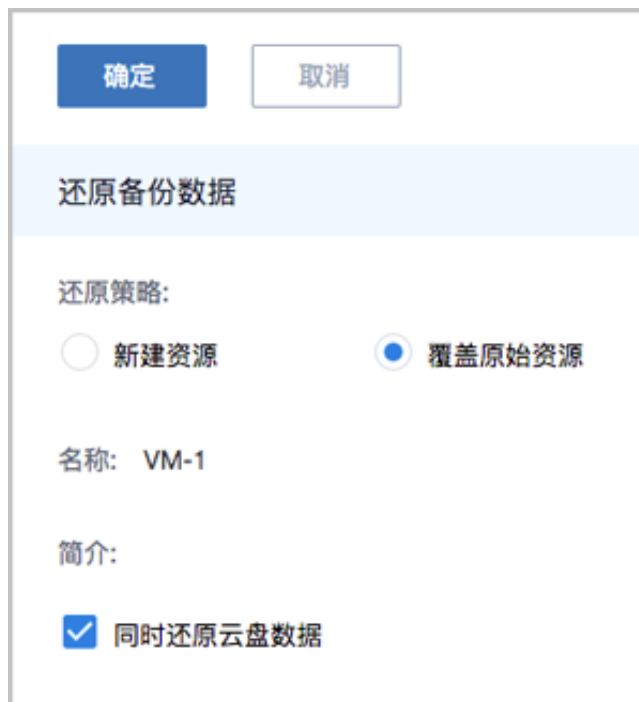 确定 取消
还原备份数据
还原策略:
新建资源 覆盖原始资源
名称: VM-1
简介:
同时还原云盘数据